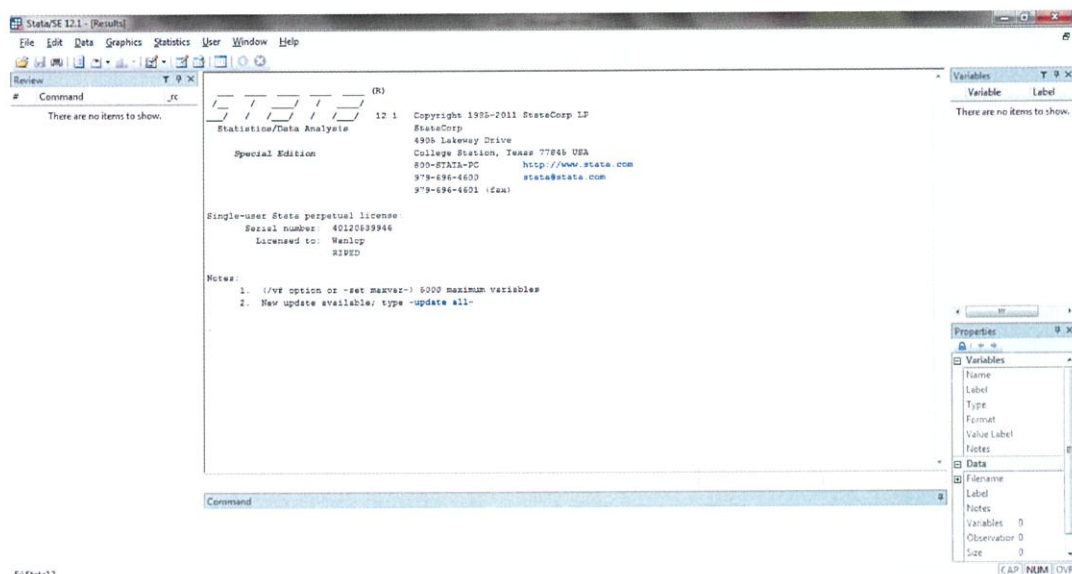 Stata/SE 12.1 - [Results]
File Edit Data Graphics Statistics User Window Help
Review
# Command _rc
There are no items to show.
(R)
12.1 Copyright 1985-2011 StataCorp LP
Statistics/Data Analysis StataCorp
4905 Lakeway Drive
Special Edition College Station, Texas 77845 USA
800-STATA-PC http://www.stata.com
979-696-4600 stata@stata.com
979-696-4601 (fax)
Single-user Stata perpetual license:
Serial number: 40120539946
Licensed to: Wanlop
RIPED
Notes:
1. (/v# option or -set maxvar-) 5000 maximum variables
2. New update available; type -update all-
Command
Variables
Variable Label
There are no items to show.
Properties
Variables
Name
Label
Type
Format
Value Label
Notes
Data
Filename
Label
Notes
Variables 0
Observation 0
Size 0
CAP NUM OVR